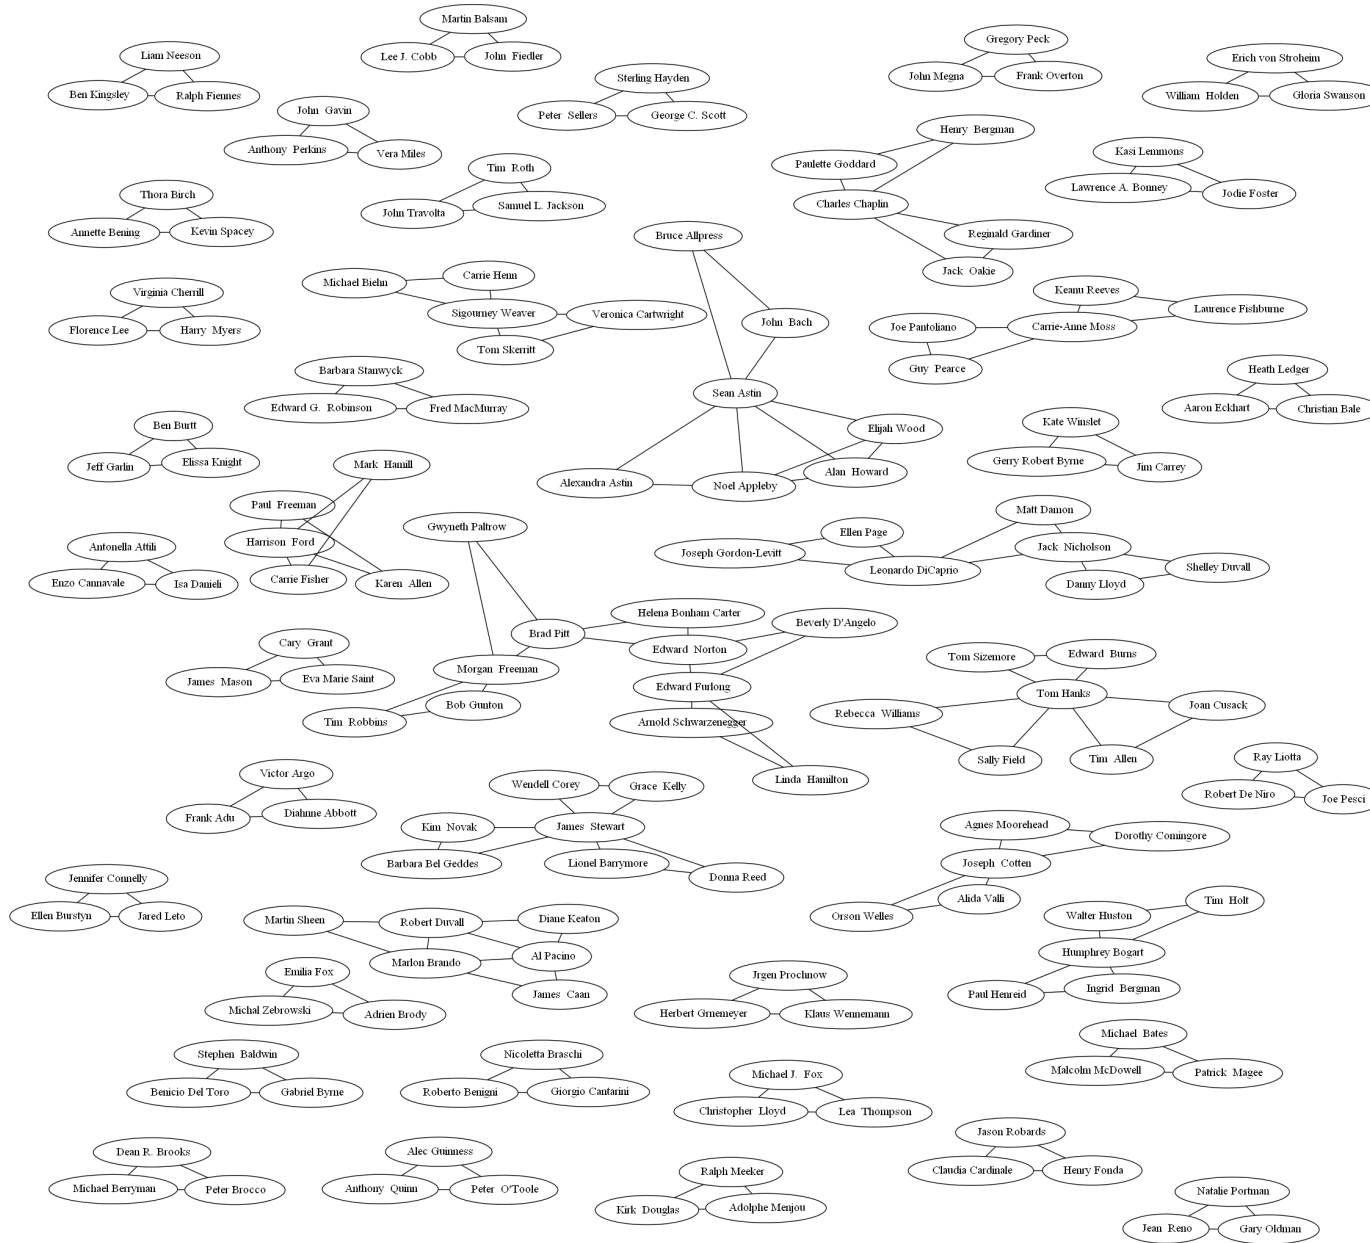 Martin Balsam
Lee J. Cobb
John Fiedler
Liam Neeson
Ben Kingsley
Ralph Fiennes
Gregory Peck
John Megna
Frank Overton
Erich von Stroheim
William Holden
Gloria Swanson
Sterling Hayden
Peter Sellers
George C. Scott
John Gavin
Anthony Perkins
Vera Miles
Henry Bergman
Paulette Goddard
Charles Chaplin
Reginald Gardiner
Jack Oakie
Kasi Lemmons
Lawrence A. Bonney
Jodie Foster
Tim Roth
John Travolta
Samuel L. Jackson
Thora Birch
Annette Bening
Kevin Spacey
Bruce Allpress
John Bach
Sean Astin
Elijah Wood
Alan Howard
Noel Appleby
Alexandra Astin
Michael Biehn
Carrie Henn
Sigourney Weaver
Veronica Cartwright
Tom Skerritt
Virginia Cherrill
Florence Lee
Harry Myers
Keanu Reeves
Laurence Fishburne
Joe Pantoliano
Carrie-Anne Moss
Guy Pearce
Barbara Stanwyck
Edward G. Robinson
Fred MacMurray
Heath Ledger
Aaron Eckhart
Christian Bale
Ben Burtt
Jeff Garlin
Elissa Knight
Kate Winslet
Gerry Robert Byrne
Jim Carrey
Mark Hamill
Paul Freeman
Harrison Ford
Carrie Fisher
Karen Allen
Antonella Attili
Enzo Cannavale
Isa Danieli
Matt Damon
Ellen Page
Joseph Gordon-Levitt
Jack Nicholson
Leonardo DiCaprio
Shelley Duvall
Danny Lloyd
Gwyneth Paltrow
Brad Pitt
Helena Bonham Carter
Beverly D'Angelo
Edward Norton
Morgan Freeman
Edward Furlong
Bob Gunton
Tim Robbins
Arnold Schwarzenegger
Linda Hamilton
Cary Grant
James Mason
Eva Marie Saint
Tom Sizemore
Edward Burns
Tom Hanks
Rebecca Williams
Joan Cusack
Sally Field
Tim Allen
Ray Liotta
Robert De Niro
Joe Pesci
Victor Argo
Frank Adu
Diahnne Abbott
Wendell Corey
Grace Kelly
Kim Novak
James Stewart
Barbara Bel Geddes
Lionel Barrymore
Donna Reed
Agnes Moorehead
Dorothy Comingore
Joseph Cotten
Alida Valli
Orson Welles
Jennifer Connelly
Ellen Burstyn
Jared Leto
Martin Sheen
Robert Duvall
Diane Keaton
Marlon Brando
Al Pacino
James Caan
Tim Holt
Walter Huston
Humphrey Bogart
Paul Henreid
Ingrid Bergman
Emilia Fox
Michal Zebrowski
Adrien Brody
Jrgen Prochnow
Herbert Grnemeyer
Klaus Wennemann
Michael Bates
Malcolm McDowell
Patrick Magee
Stephen Baldwin
Benicio Del Toro
Gabriel Byrne
Nicoletta Braschi
Roberto Benigni
Giorgio Cantarini
Michael J. Fox
Christopher Lloyd
Lea Thompson
Jason Robards
Claudia Cardinale
Henry Fonda
Dean R. Brooks
Michael Berryman
Peter Brocco
Alec Guinness
Anthony Quinn
Peter O'Toole
Ralph Meeker
Kirk Douglas
Adolphe Menjou
Natalie Portman
Jean Reno
Gary Oldman